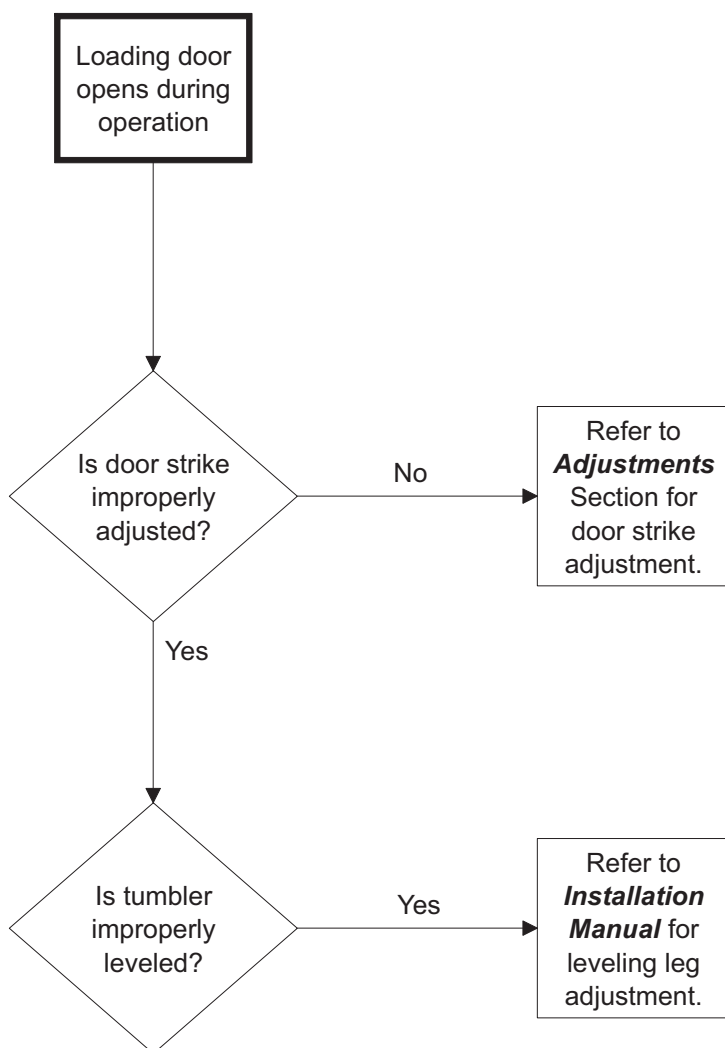 Loading door
opens during
operation
Is door strike
improperly
adjusted?
No
Refer to
Adjustments
Section for
door strike
adjustment.
Yes
Is tumbler
improperly
leveled?
Yes
Refer to
Installation
Manual for
leveling leg
adjustment.